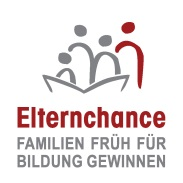 Elternchance
FAMILIEN FRÜH FÜR
BILDUNG GEWINNEN